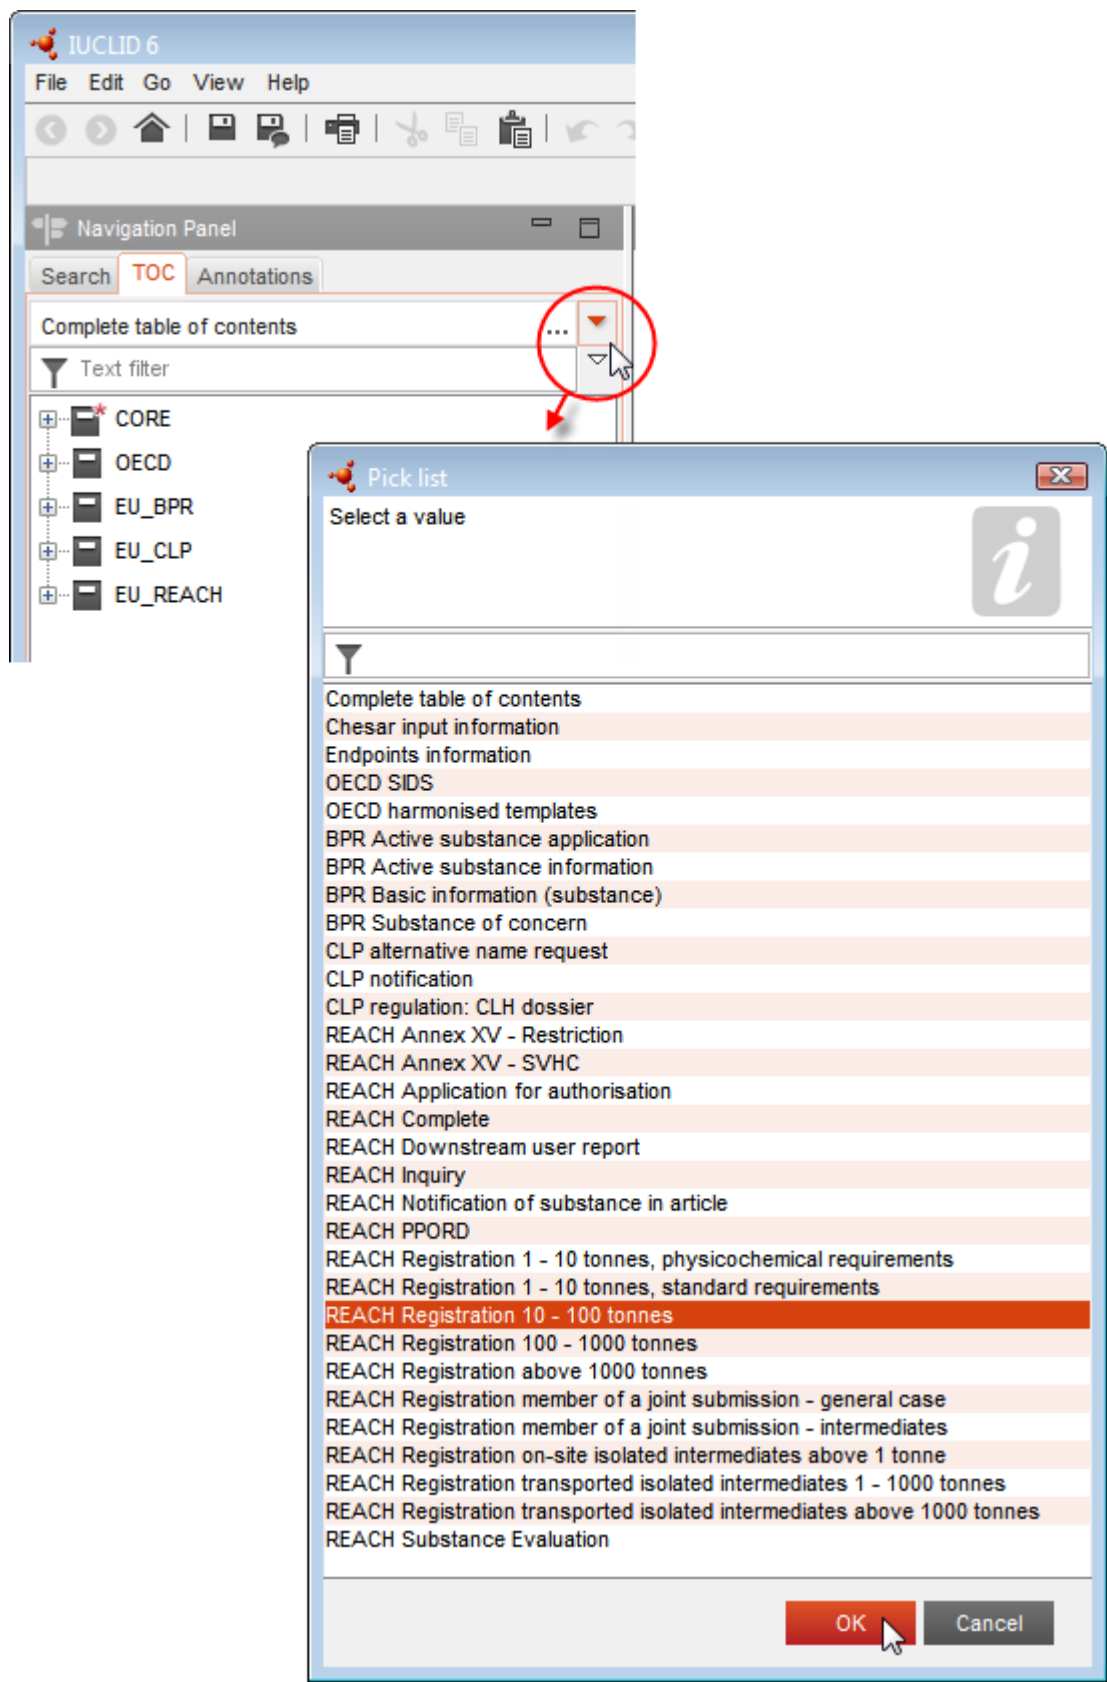 IUCLID 6
File Edit Go View Help
Navigation Panel
Search TOC Annotations
Complete table of contents ...
Text filter
CORE
OECD
EU_BPR
EU_CLP
EU_REACH
Pick list
Select a value
Complete table of contents
Chesar input information
Endpoints information
OECD SIDS
OECD harmonised templates
BPR Active substance application
BPR Active substance information
BPR Basic information (substance)
BPR Substance of concern
CLP alternative name request
CLP notification
CLP regulation: CLH dossier
REACH Annex XV - Restriction
REACH Annex XV - SVHC
REACH Application for authorisation
REACH Complete
REACH Downstream user report
REACH Inquiry
REACH Notification of substance in article
REACH PPORD
REACH Registration 1 - 10 tonnes, physicochemical requirements
REACH Registration 1 - 10 tonnes, standard requirements
REACH Registration 10 - 100 tonnes
REACH Registration 100 - 1000 tonnes
REACH Registration above 1000 tonnes
REACH Registration member of a joint submission - general case
REACH Registration member of a joint submission - intermediates
REACH Registration on-site isolated intermediates above 1 tonne
REACH Registration transported isolated intermediates 1 - 1000 tonnes
REACH Registration transported isolated intermediates above 1000 tonnes
REACH Substance Evaluation
OK Cancel